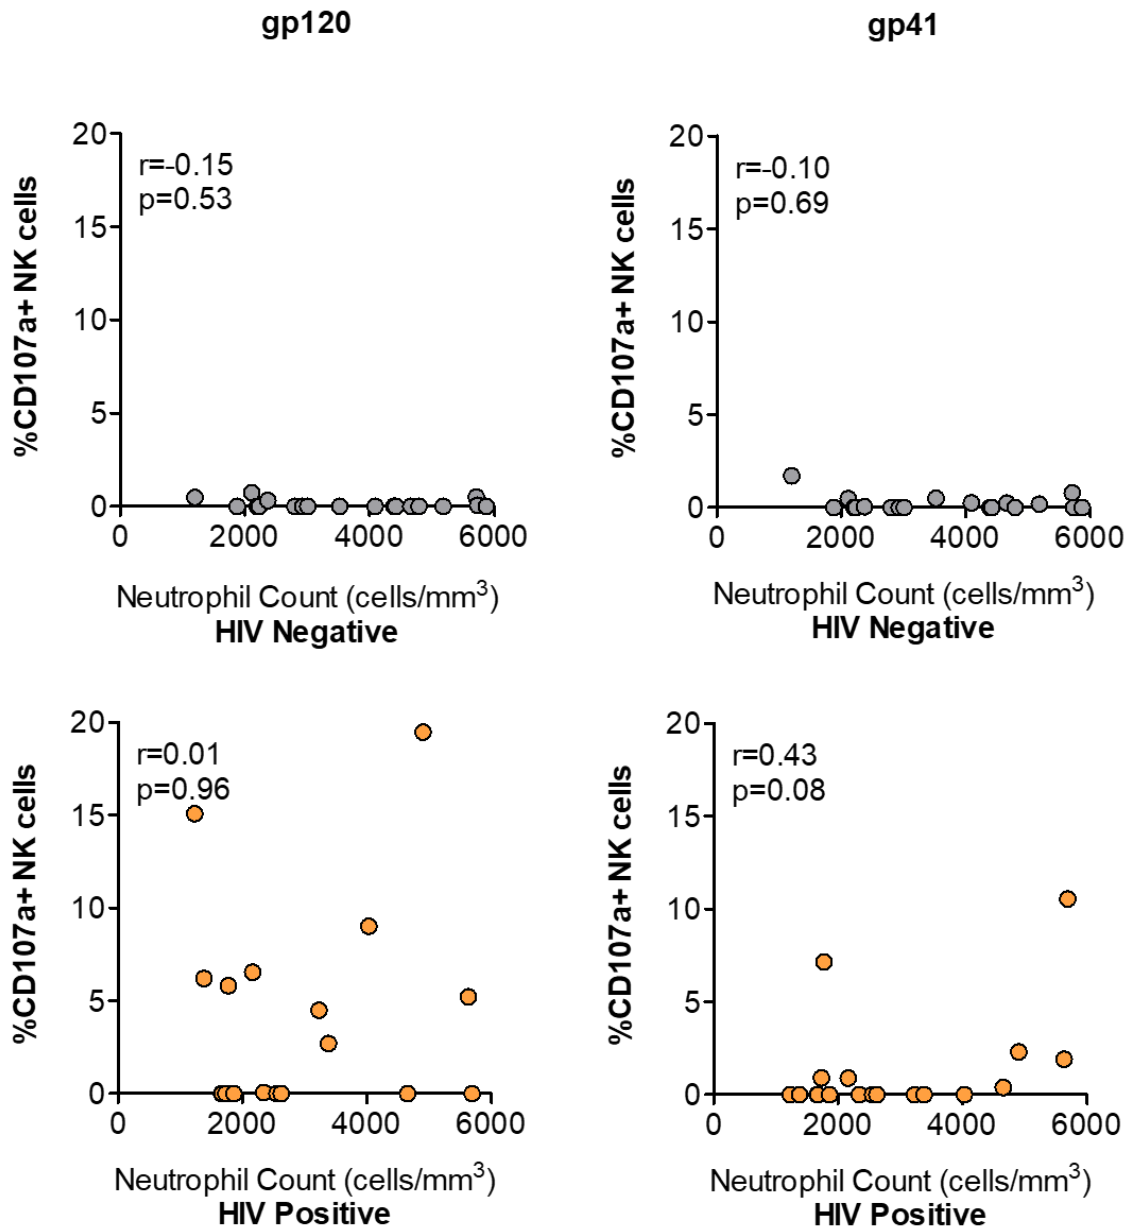 gp120
gp41
20
15
10
5
0
%CD107a+ NK cells
r=-0.15
p=0.53
0 2000 4000 6000
Neutrophil Count (cells/mm³)
HIV Negative
20
15
10
5
0
%CD107a+ NK cells
r=-0.10
p=0.69
0 2000 4000 6000
Neutrophil Count (cells/mm³)
HIV Negative
20
15
10
5
0
%CD107a+ NK cells
r=0.01
p=0.96
0 2000 4000 6000
Neutrophil Count (cells/mm³)
HIV Positive
20
15
10
5
0
%CD107a+ NK cells
r=0.43
p=0.08
0 2000 4000 6000
Neutrophil Count (cells/mm³)
HIV Positive